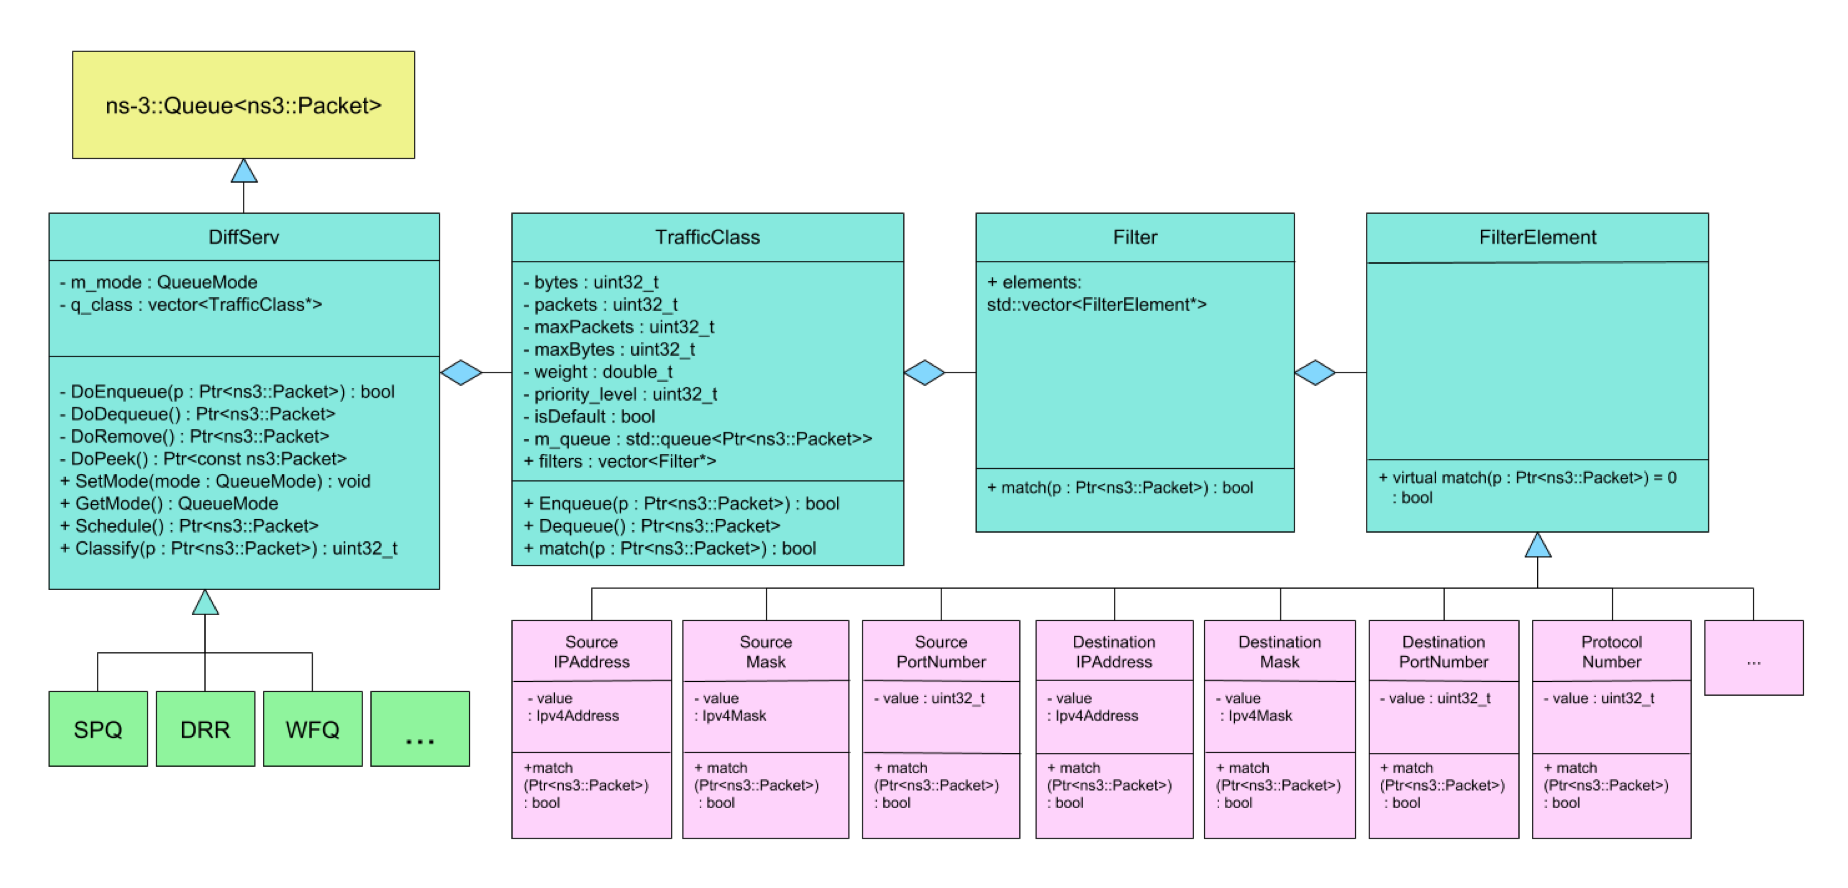 ns-3::Queue<ns3::Packet>
DiffServ
- m_mode : QueueMode
- q_class : vector<TrafficClass*>
- DoEnqueue(p : Ptr<ns3::Packet>) : bool
- DoDequeue() : Ptr<ns3::Packet>
- DoRemove() : Ptr<ns3::Packet>
- DoPeek() : Ptr<const ns3:Packet>
+ SetMode(mode : QueueMode) : void
+ GetMode() : QueueMode
+ Schedule() : Ptr<ns3::Packet>
+ Classify(p : Ptr<ns3::Packet>) : uint32_t
TrafficClass
- bytes : uint32_t
- packets : uint32_t
- maxPackets : uint32_t
- maxBytes : uint32_t
- weight : double_t
- priority_level : uint32_t
- isDefault : bool
- m_queue : std::queue<Ptr<ns3::Packet>>
+ filters : vector<Filter*>
+ Enqueue(p : Ptr<ns3::Packet>) : bool
+ Dequeue() : Ptr<ns3::Packet>
+ match(p : Ptr<ns3::Packet>) : bool
Filter
+ elements:
std::vector<FilterElement*>
+ match(p : Ptr<ns3::Packet>) : bool
FilterElement
+ virtual match(p : Ptr<ns3::Packet>) = 0
: bool
SPQ
DRR
WFQ
...
Source
IPAddress
- value
: Ipv4Address
+match
(Ptr<ns3::Packet>)
: bool
Source
Mask
- value
: Ipv4Mask
+ match
(Ptr<ns3::Packet>)
: bool
Source
PortNumber
- value : uint32_t
+ match
(Ptr<ns3::Packet>)
: bool
Destination
IPAddress
- value
: Ipv4Address
+ match
(Ptr<ns3::Packet>)
: bool
Destination
Mask
- value
: Ipv4Mask
+ match
(Ptr<ns3::Packet>)
: bool
Destination
PortNumber
- value : uint32_t
+ match
(Ptr<ns3::Packet>)
: bool
Protocol
Number
- value : uint32_t
+ match
(Ptr<ns3::Packet>)
: bool
...